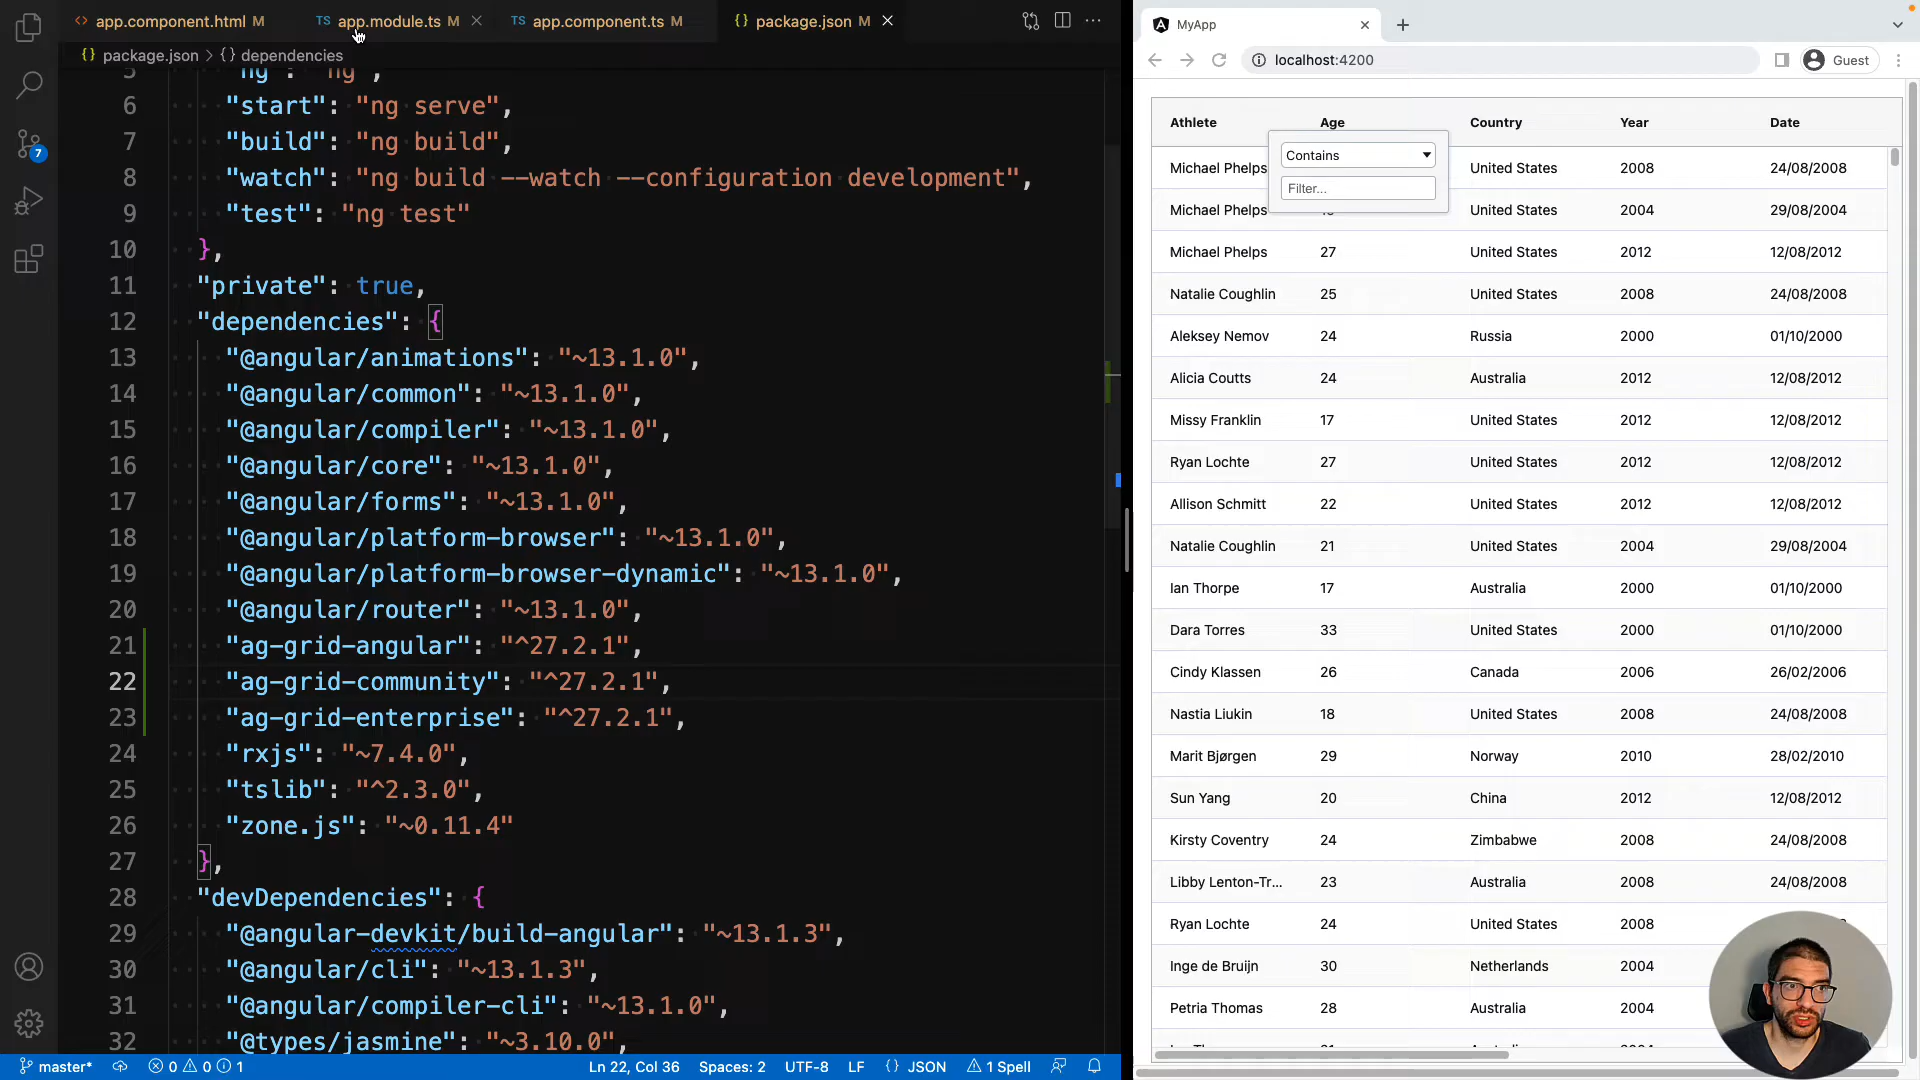 app.component.html M
TS app.module.ts M
TS app.component.ts M
{} package.json M
{} package.json > {} dependencies
5 "ng": "ng",
6 "start": "ng serve",
7 "build": "ng build",
8 "watch": "ng build --watch --configuration development",
9 "test": "ng test"
10 },
11 "private": true,
12 "dependencies": {
13 "@angular/animations": "~13.1.0",
14 "@angular/common": "~13.1.0",
15 "@angular/compiler": "~13.1.0",
16 "@angular/core": "~13.1.0",
17 "@angular/forms": "~13.1.0",
18 "@angular/platform-browser": "~13.1.0",
19 "@angular/platform-browser-dynamic": "~13.1.0",
20 "@angular/router": "~13.1.0",
21 "ag-grid-angular": "^27.2.1",
22 "ag-grid-community": "^27.2.1",
23 "ag-grid-enterprise": "^27.2.1",
24 "rxjs": "~7.4.0",
25 "tslib": "^2.3.0",
26 "zone.js": "~0.11.4"
27 },
28 "devDependencies": {
29 "@angular-devkit/build-angular": "~13.1.3",
30 "@angular/cli": "~13.1.3",
31 "@angular/compiler-cli": "~13.1.0",
32 "@types/jasmine": "~3.10.0",
7
master* 0 0 1
Ln 22, Col 36 Spaces: 2 UTF-8 LF {} JSON 1 Spell
MyApp
localhost:4200
Guest
Athlete Age Country Year Date
Contains
Filter...
Michael Phelps United States 2008 24/08/2008
Michael Phelps United States 2004 29/08/2004
Michael Phelps 27 United States 2012 12/08/2012
Natalie Coughlin 25 United States 2008 24/08/2008
Aleksey Nemov 24 Russia 2000 01/10/2000
Alicia Coutts 24 Australia 2012 12/08/2012
Missy Franklin 17 United States 2012 12/08/2012
Ryan Lochte 27 United States 2012 12/08/2012
Allison Schmitt 22 United States 2012 12/08/2012
Natalie Coughlin 21 United States 2004 29/08/2004
Ian Thorpe 17 Australia 2000 01/10/2000
Dara Torres 33 United States 2000 01/10/2000
Cindy Klassen 26 Canada 2006 26/02/2006
Nastia Liukin 18 United States 2008 24/08/2008
Marit Bjørgen 29 Norway 2010 28/02/2010
Sun Yang 20 China 2012 12/08/2012
Kirsty Coventry 24 Zimbabwe 2008 24/08/2008
Libby Lenton-Tr... 23 Australia 2008 24/08/2008
Ryan Lochte 24 United States 2008
Inge de Bruijn 30 Netherlands 2004
Petria Thomas 28 Australia 2004